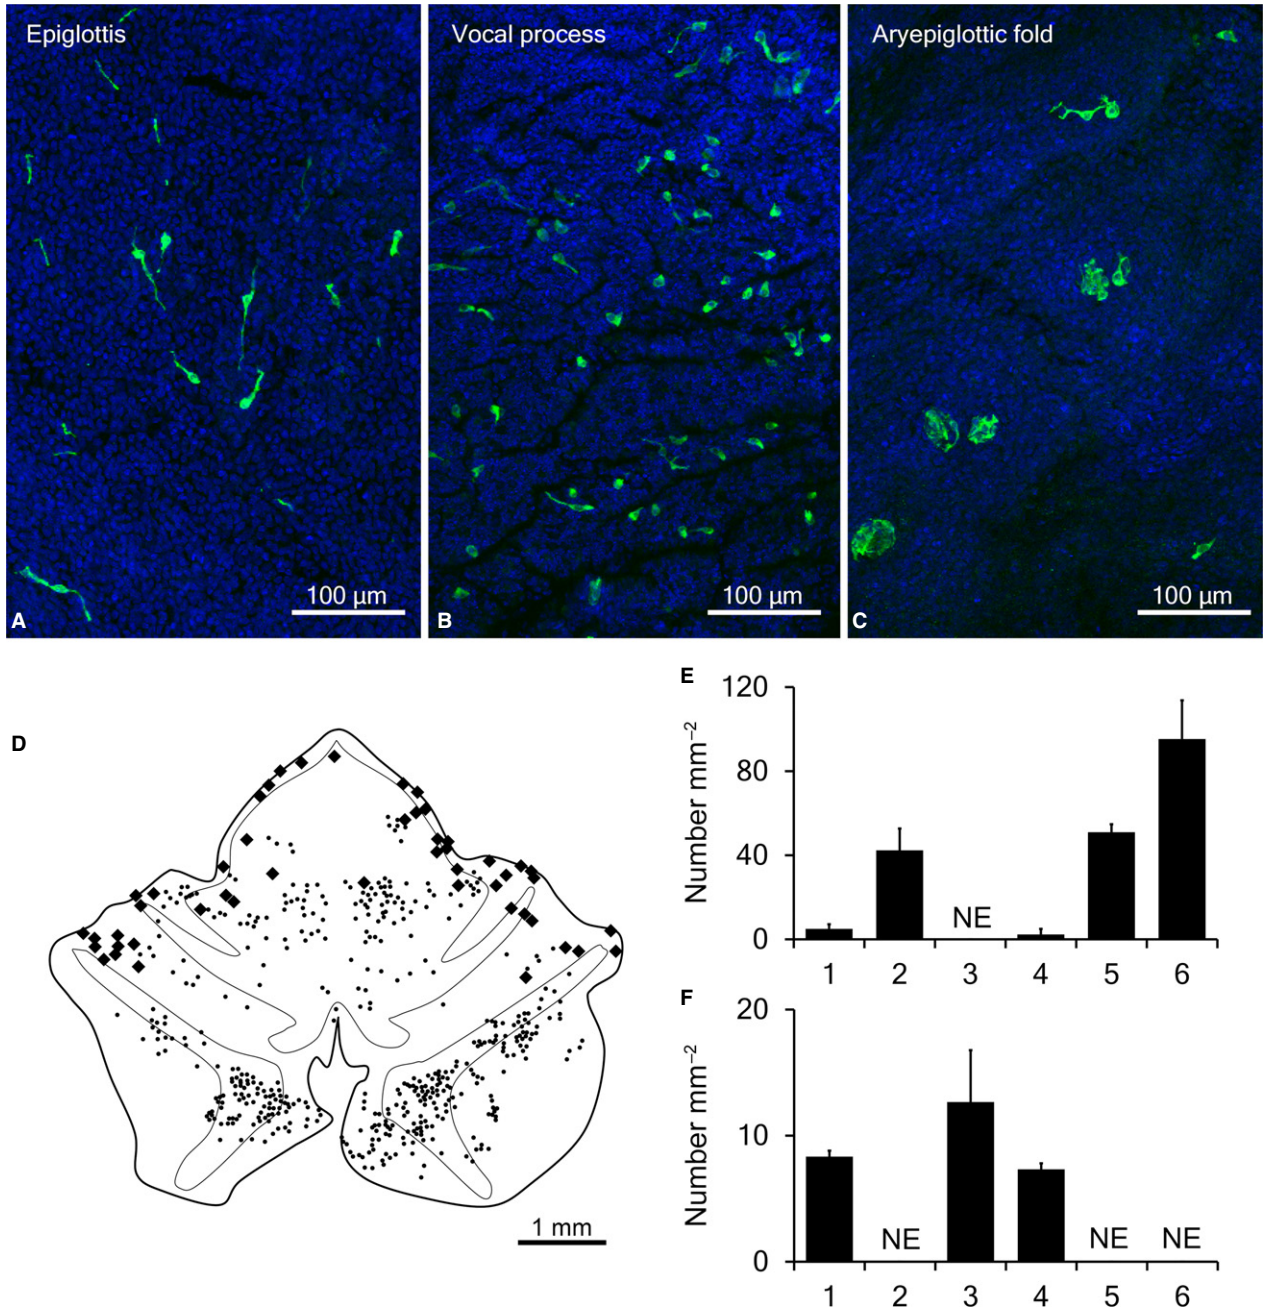 Epiglottis
Vocal process
Aryepiglottic fold
100 µm
100 µm
100 µm
A
B
C
D
1 mm
E
Number mm⁻²
120
80
40
0
NE
1 2 3 4 5 6
F
Number mm⁻²
20
10
0
NE NE NE
1 2 3 4 5 6